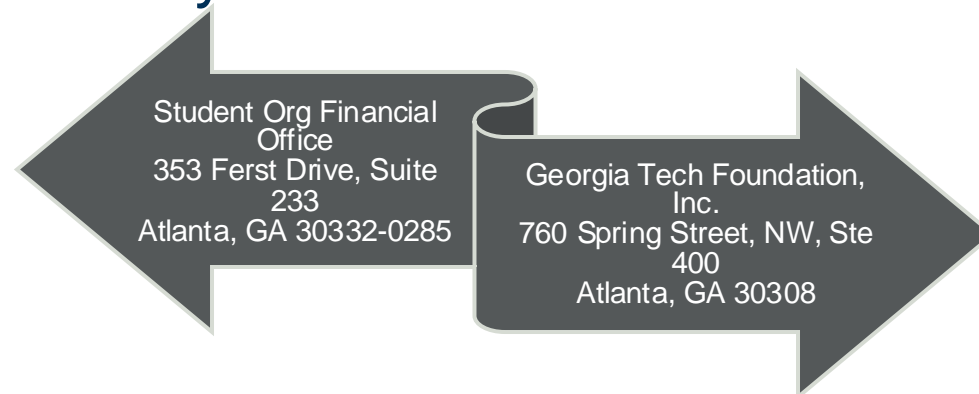 Student Org Financial
Office
353 Ferst Drive, Suite
233
Atlanta, GA 30332-0285
Georgia Tech Foundation,
Inc.
760 Spring Street, NW, Ste
400
Atlanta, GA 30308